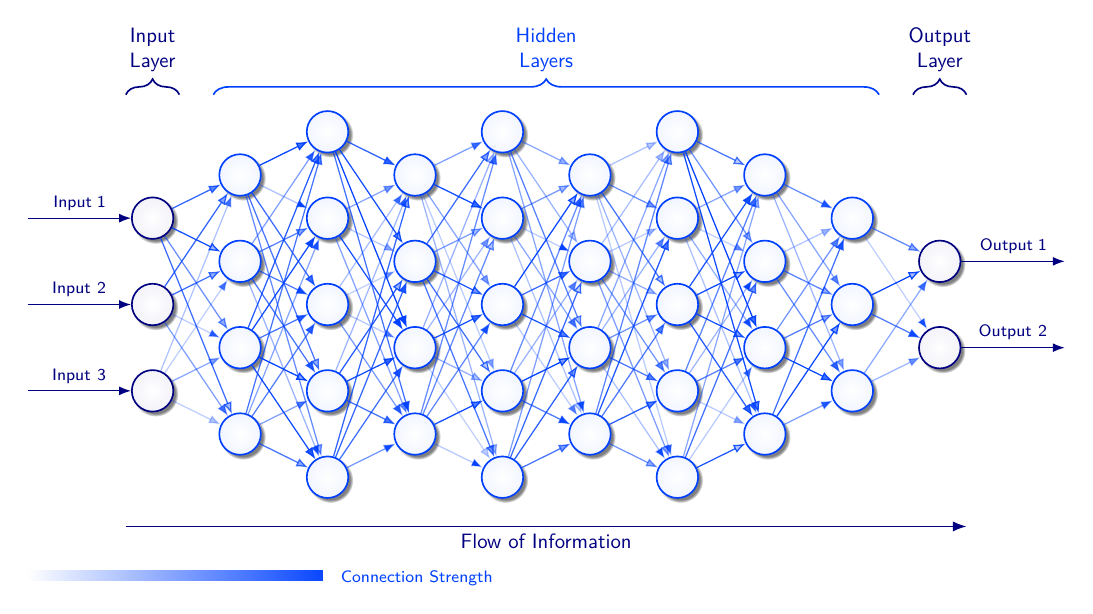 Input
Layer
Hidden
Layers
Output
Layer
Input 1
Input 2
Input 3
Output 1
Output 2
Flow of Information
Connection Strength